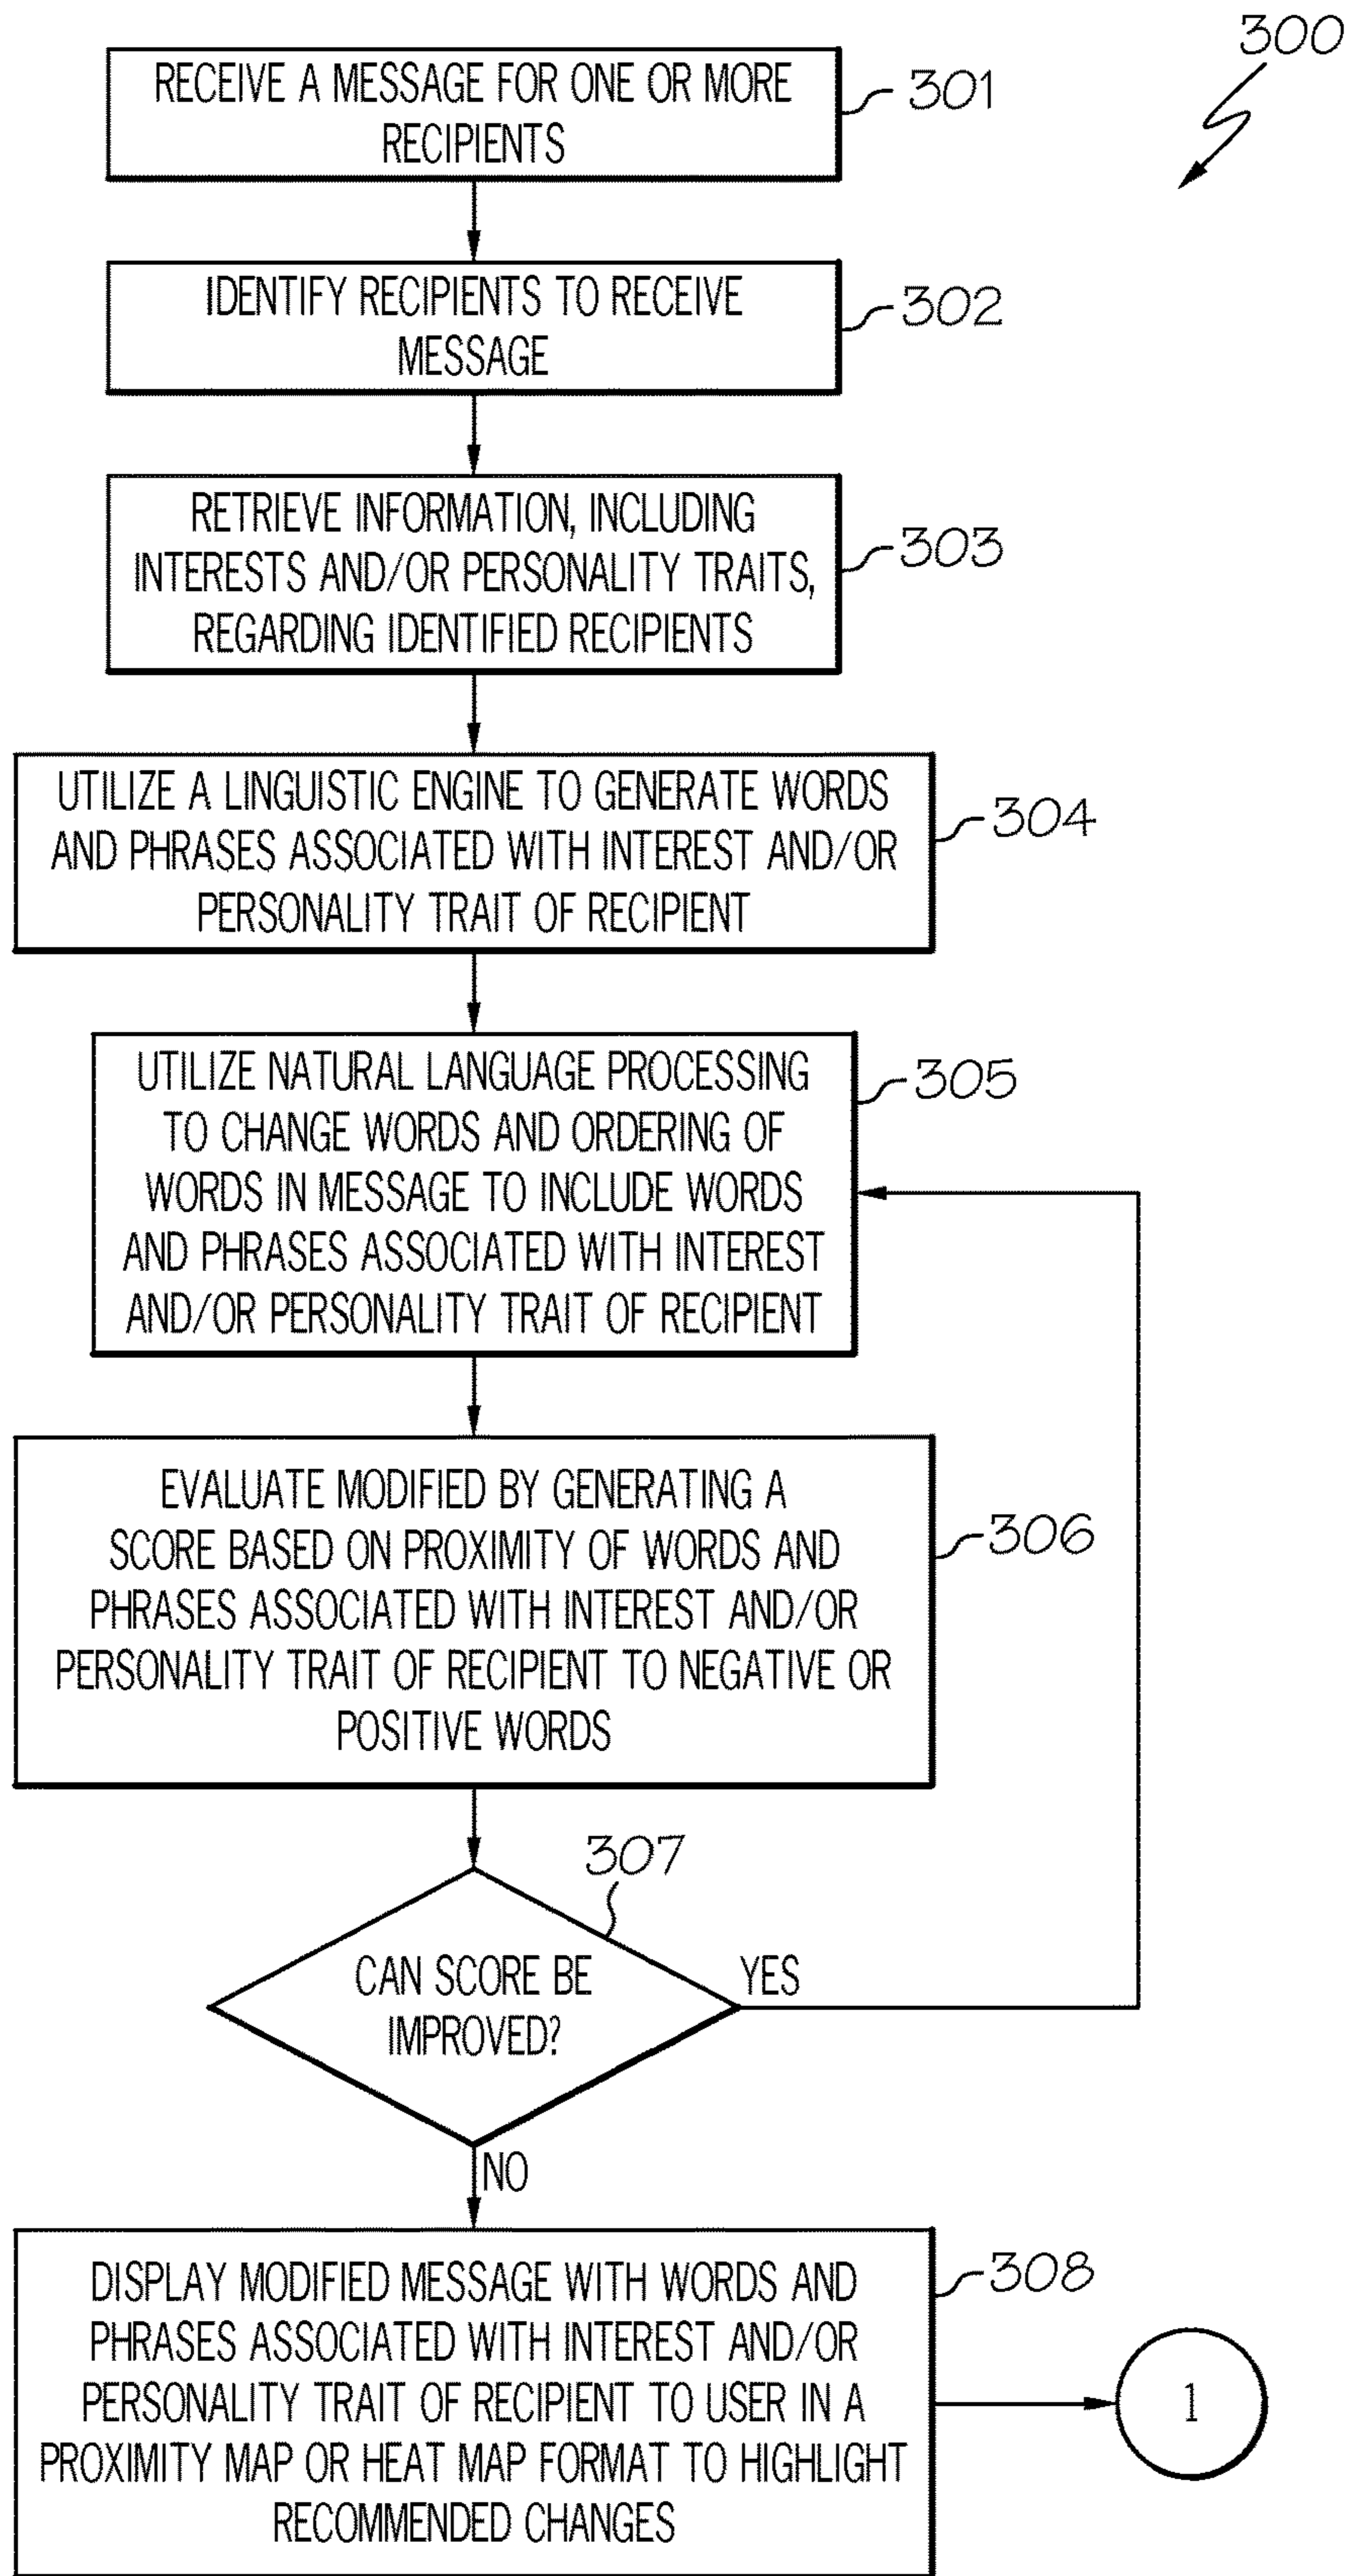 300
RECEIVE A MESSAGE FOR ONE OR MORE
RECIPIENTS
301
IDENTIFY RECIPIENTS TO RECEIVE
MESSAGE
302
RETRIEVE INFORMATION, INCLUDING
INTERESTS AND/OR PERSONALITY TRAITS,
REGARDING IDENTIFIED RECIPIENTS
303
UTILIZE A LINGUISTIC ENGINE TO GENERATE WORDS
AND PHRASES ASSOCIATED WITH INTEREST AND/OR
PERSONALITY TRAIT OF RECIPIENT
304
UTILIZE NATURAL LANGUAGE PROCESSING
TO CHANGE WORDS AND ORDERING OF
WORDS IN MESSAGE TO INCLUDE WORDS
AND PHRASES ASSOCIATED WITH INTEREST
AND/OR PERSONALITY TRAIT OF RECIPIENT
305
EVALUATE MODIFIED BY GENERATING A
SCORE BASED ON PROXIMITY OF WORDS AND
PHRASES ASSOCIATED WITH INTEREST AND/OR
PERSONALITY TRAIT OF RECIPIENT TO NEGATIVE OR
POSITIVE WORDS
306
307
CAN SCORE BE
IMPROVED?
YES
NO
DISPLAY MODIFIED MESSAGE WITH WORDS AND
PHRASES ASSOCIATED WITH INTEREST AND/OR
PERSONALITY TRAIT OF RECIPIENT TO USER IN A
PROXIMITY MAP OR HEAT MAP FORMAT TO HIGHLIGHT
RECOMMENDED CHANGES
308
1